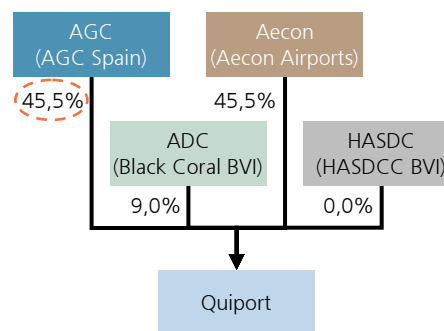 AGC
(AGC Spain)
Aecon
(Aecon Airports)
45,5%
45,5%
ADC
(Black Coral BVI)
HASDC
(HASDCC BVI)
9,0%
0,0%
Quiport